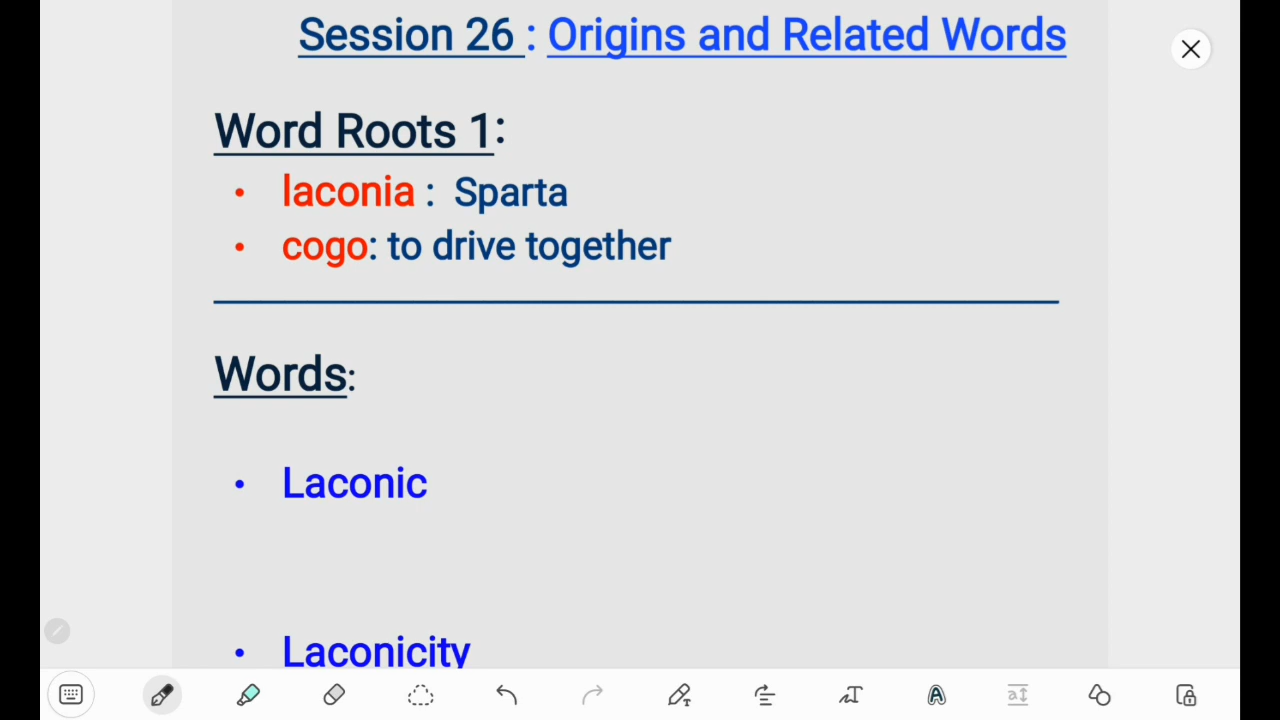 Session 26 : Origins and Related Words
Word Roots 1:
• laconia : Sparta
• cogo: to drive together
Words:
• Laconic
• Laconicity